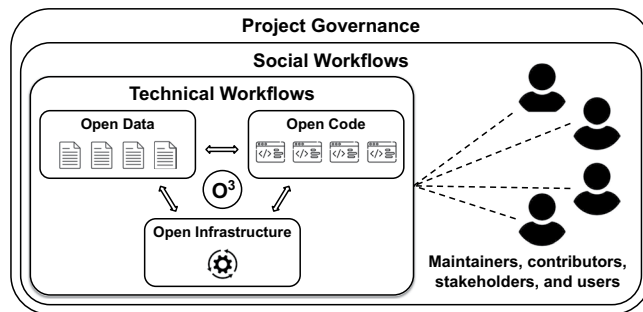 Project Governance
Social Workflows
Technical Workflows
Open Data
Open Code
</> </> </> </>
O³
Open Infrastructure
Maintainers, contributors,
stakeholders, and users